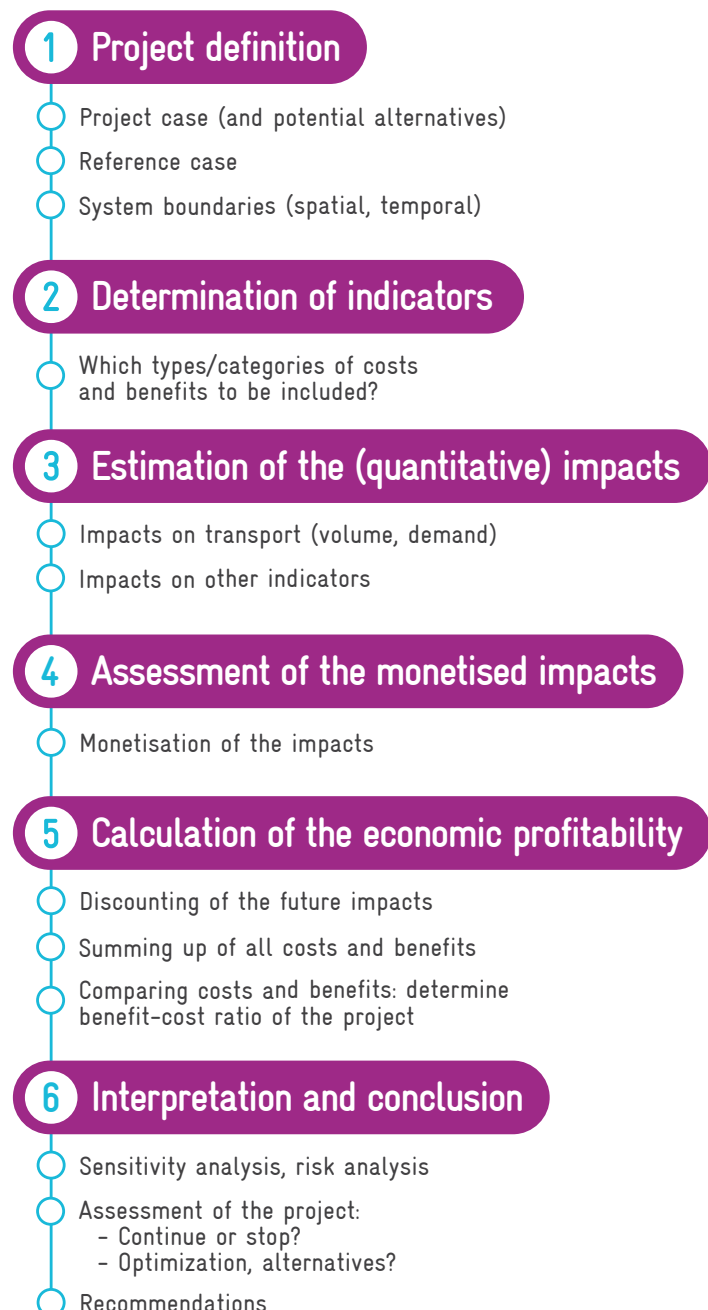 1 Project definition
Project case (and potential alternatives)
Reference case
System boundaries (spatial, temporal)
2 Determination of indicators
Which types/categories of costs
and benefits to be included?
3 Estimation of the (quantitative) impacts
Impacts on transport (volume, demand)
Impacts on other indicators
4 Assessment of the monetised impacts
Monetisation of the impacts
5 Calculation of the economic profitability
Discounting of the future impacts
Summing up of all costs and benefits
Comparing costs and benefits: determine
benefit-cost ratio of the project
6 Interpretation and conclusion
Sensitivity analysis, risk analysis
Assessment of the project:
- Continue or stop?
- Optimization, alternatives?
Recommendations